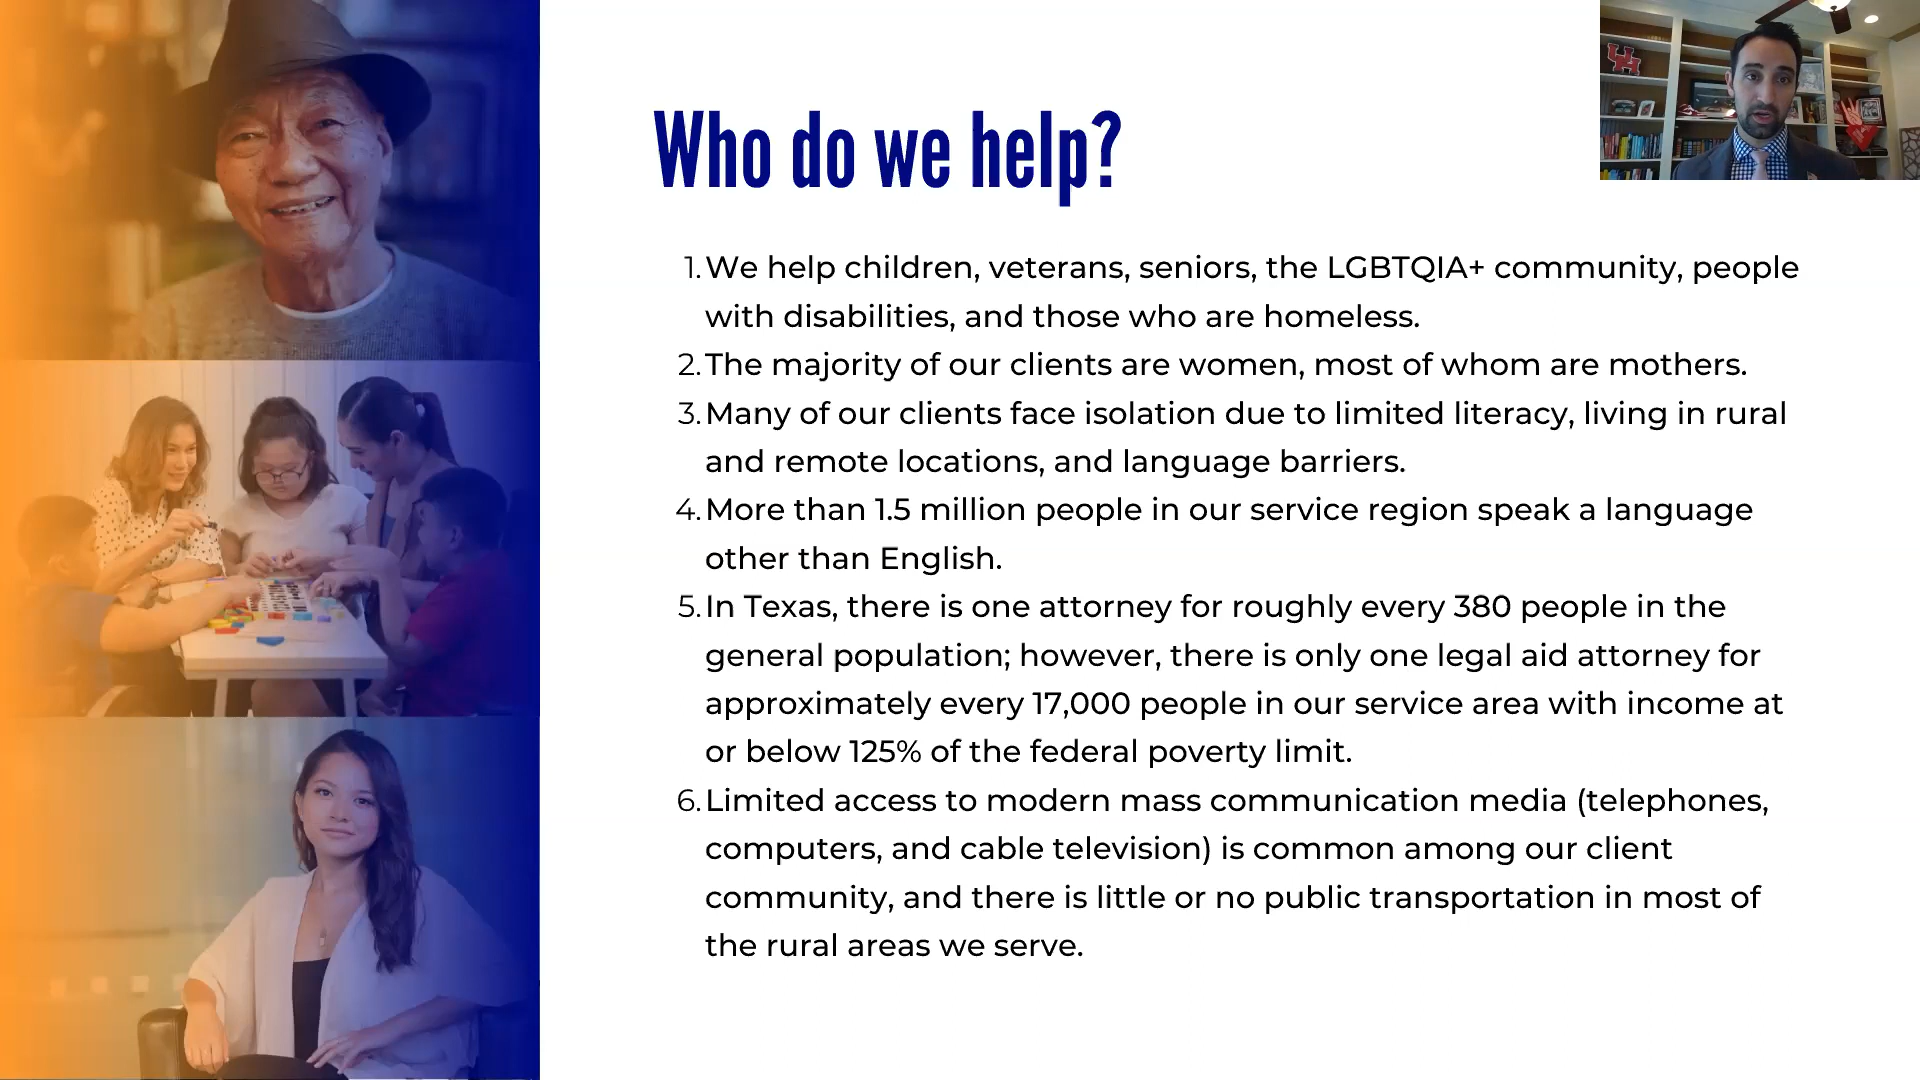 Who do we help?
1. We help children, veterans, seniors, the LGBTQIA+ community, people
with disabilities, and those who are homeless.
2. The majority of our clients are women, most of whom are mothers.
3. Many of our clients face isolation due to limited literacy, living in rural
and remote locations, and language barriers.
4. More than 1.5 million people in our service region speak a language
other than English.
5. In Texas, there is one attorney for roughly every 380 people in the
general population; however, there is only one legal aid attorney for
approximately every 17,000 people in our service area with income at
or below 125% of the federal poverty limit.
6. Limited access to modern mass communication media (telephones,
computers, and cable television) is common among our client
community, and there is little or no public transportation in most of
the rural areas we serve.